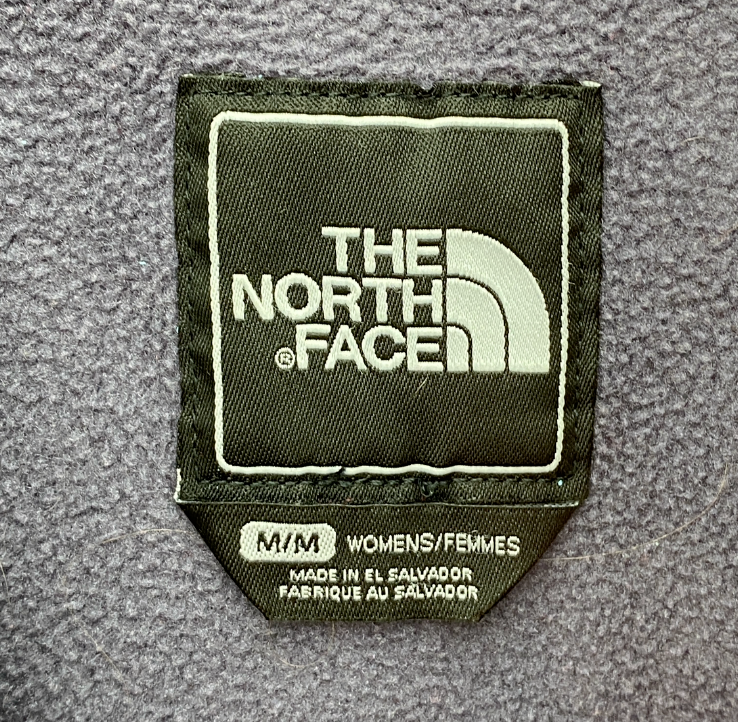 THE
NORTH
®FACE
M/M WOMENS/FEMMES
MADE IN EL SALVADOR
FABRIQUE AU SALVADOR